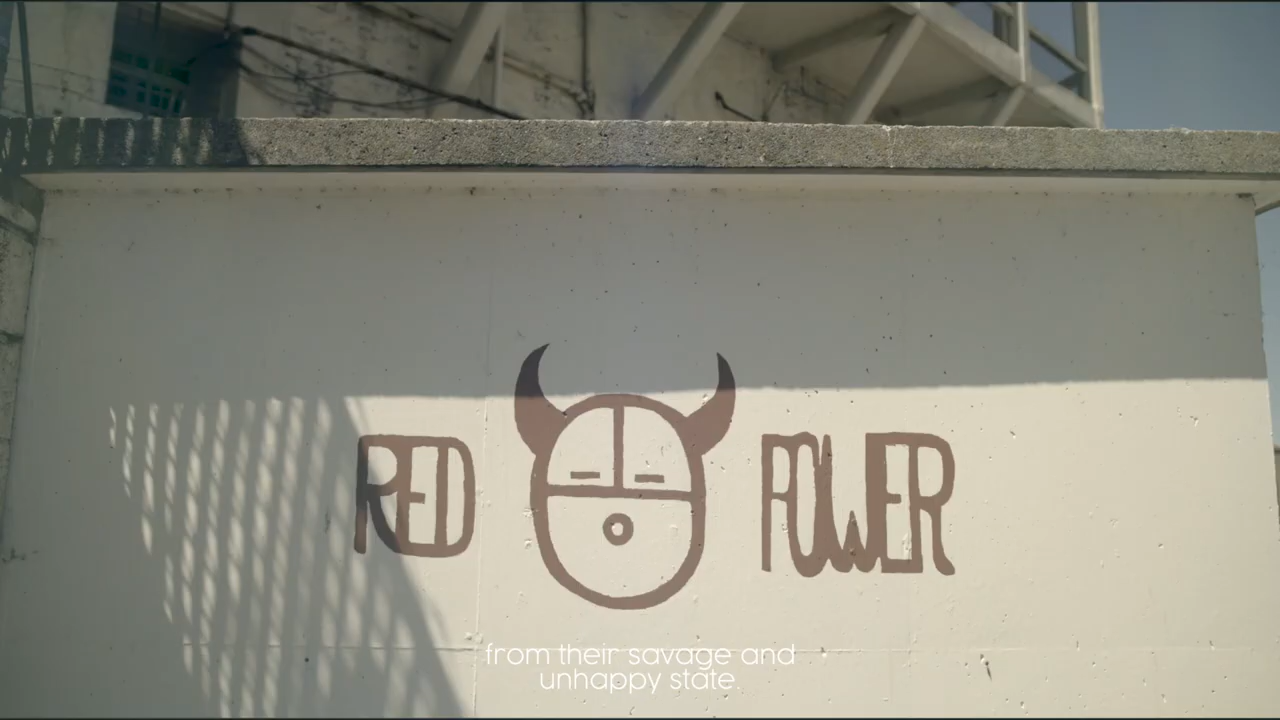 RED POWER
from their savage and
unhappy state.